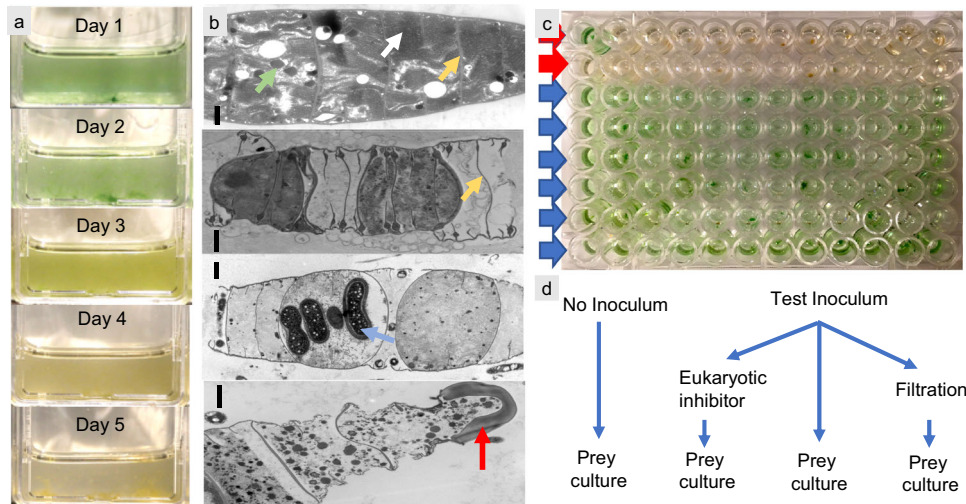 a
Day 1
Day 2
Day 3
Day 4
Day 5
b
c
d
No Inoculum
Test Inoculum
Eukaryotic
inhibitor
Filtration
Prey
culture
Prey
culture
Prey
culture
Prey
culture